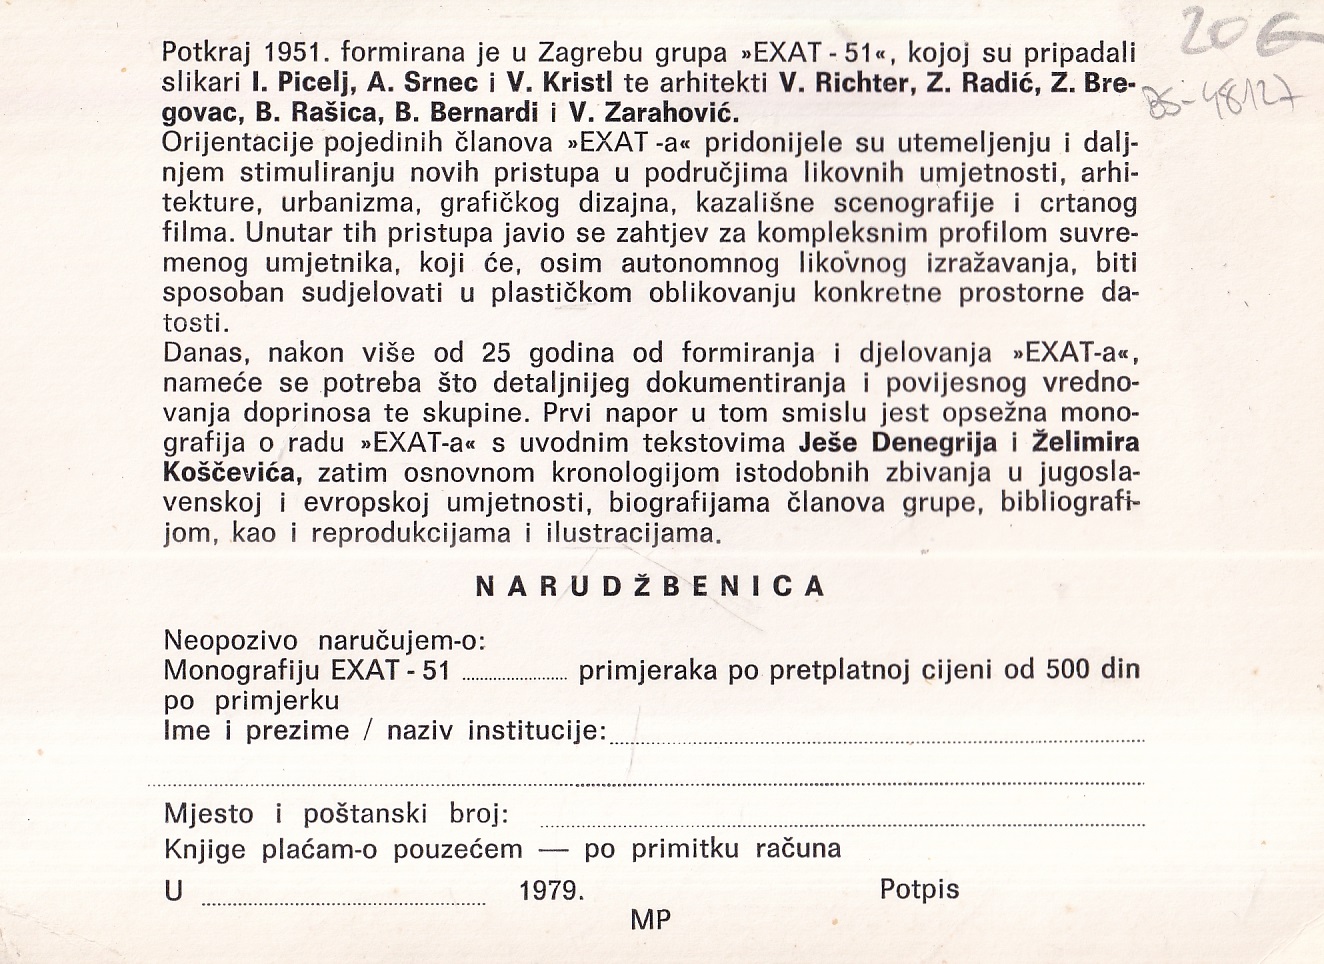 Potkraj 1951. formirana je u Zagrebu grupa »EXAT - 51«, kojoj su pripadali
slikari I. Picelj, A. Srnec i V. Kristl te arhitekti V. Richter, Z. Radić, Z. Bre-
govac, B. Rašica, B. Bernardi i V. Zarahović.
Orijentacije pojedinih članova »EXAT -a« pridonijele su utemeljenju i dalj-
njem stimuliranju novih pristupa u područjima likovnih umjetnosti, arhi-
tekture, urbanizma, grafičkog dizajna, kazališne scenografije i crtanog
filma. Unutar tih pristupa javio se zahtjev za kompleksnim profilom suvre-
menog umjetnika, koji će, osim autonomnog likovnog izražavanja, biti
sposoban sudjelovati u plastičkom oblikovanju konkretne prostorne da-
tosti.
Danas, nakon više od 25 godina od formiranja i djelovanja »EXAT-a«,
nameće se potreba što detaljnijeg dokumentiranja i povijesnog vredno-
vanja doprinosa te skupine. Prvi napor u tom smislu jest opsežna mono-
grafija o radu »EXAT-a« s uvodnim tekstovima Ješe Denegrija i Želimira
Koščevića, zatim osnovnom kronologijom istodobnih zbivanja u jugosla-
venskoj i evropskoj umjetnosti, biografijama članova grupe, bibliografi-
jom, kao i reprodukcijama i ilustracijama.
NARUDŽBENICA
Neopozivo naručujem-o:
Monografiju EXAT - 51 .......... primjeraka po pretplatnoj cijeni od 500 din
po primjerku
Ime i prezime / naziv institucije:
Mjesto i poštanski broj:
Knjige plaćam-o pouzećem — po primitku računa
U .......... 1979. Potpis
MP
20 €